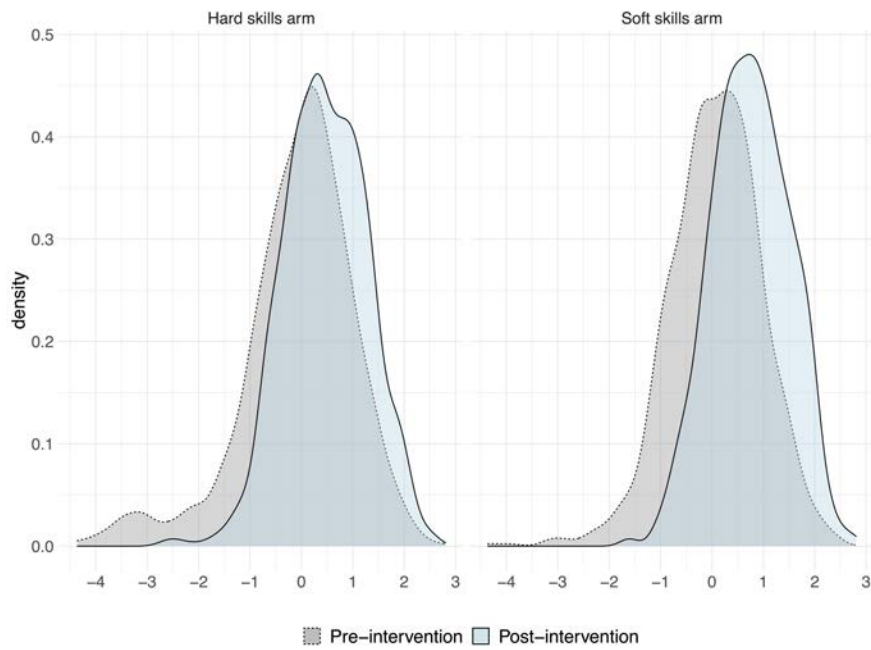 Hard skills arm
Soft skills arm
density
0.5
0.4
0.3
0.2
0.1
0.0
−4 −3 −2 −1 0 1 2 3
−4 −3 −2 −1 0 1 2 3
Pre−intervention Post−intervention